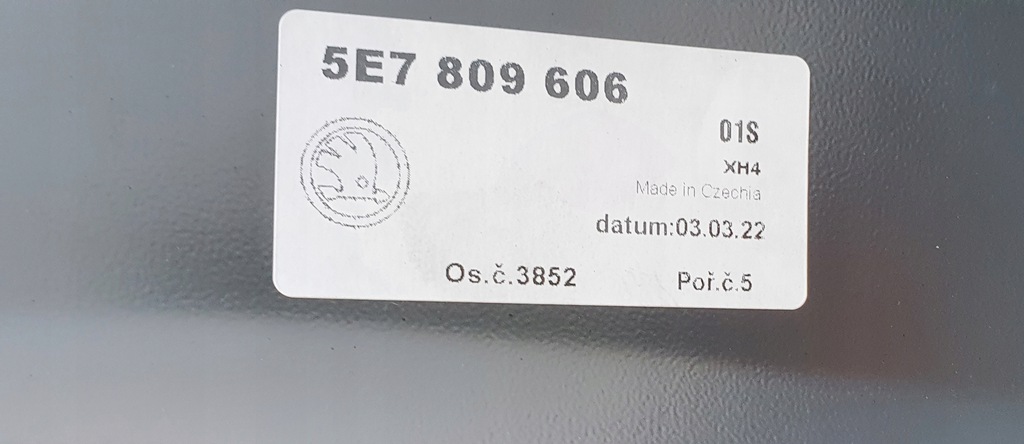 5E7 809 606
01S
XH4
Made in Czechia
datum:03.03.22
Os.č.3852 Poř.č.5